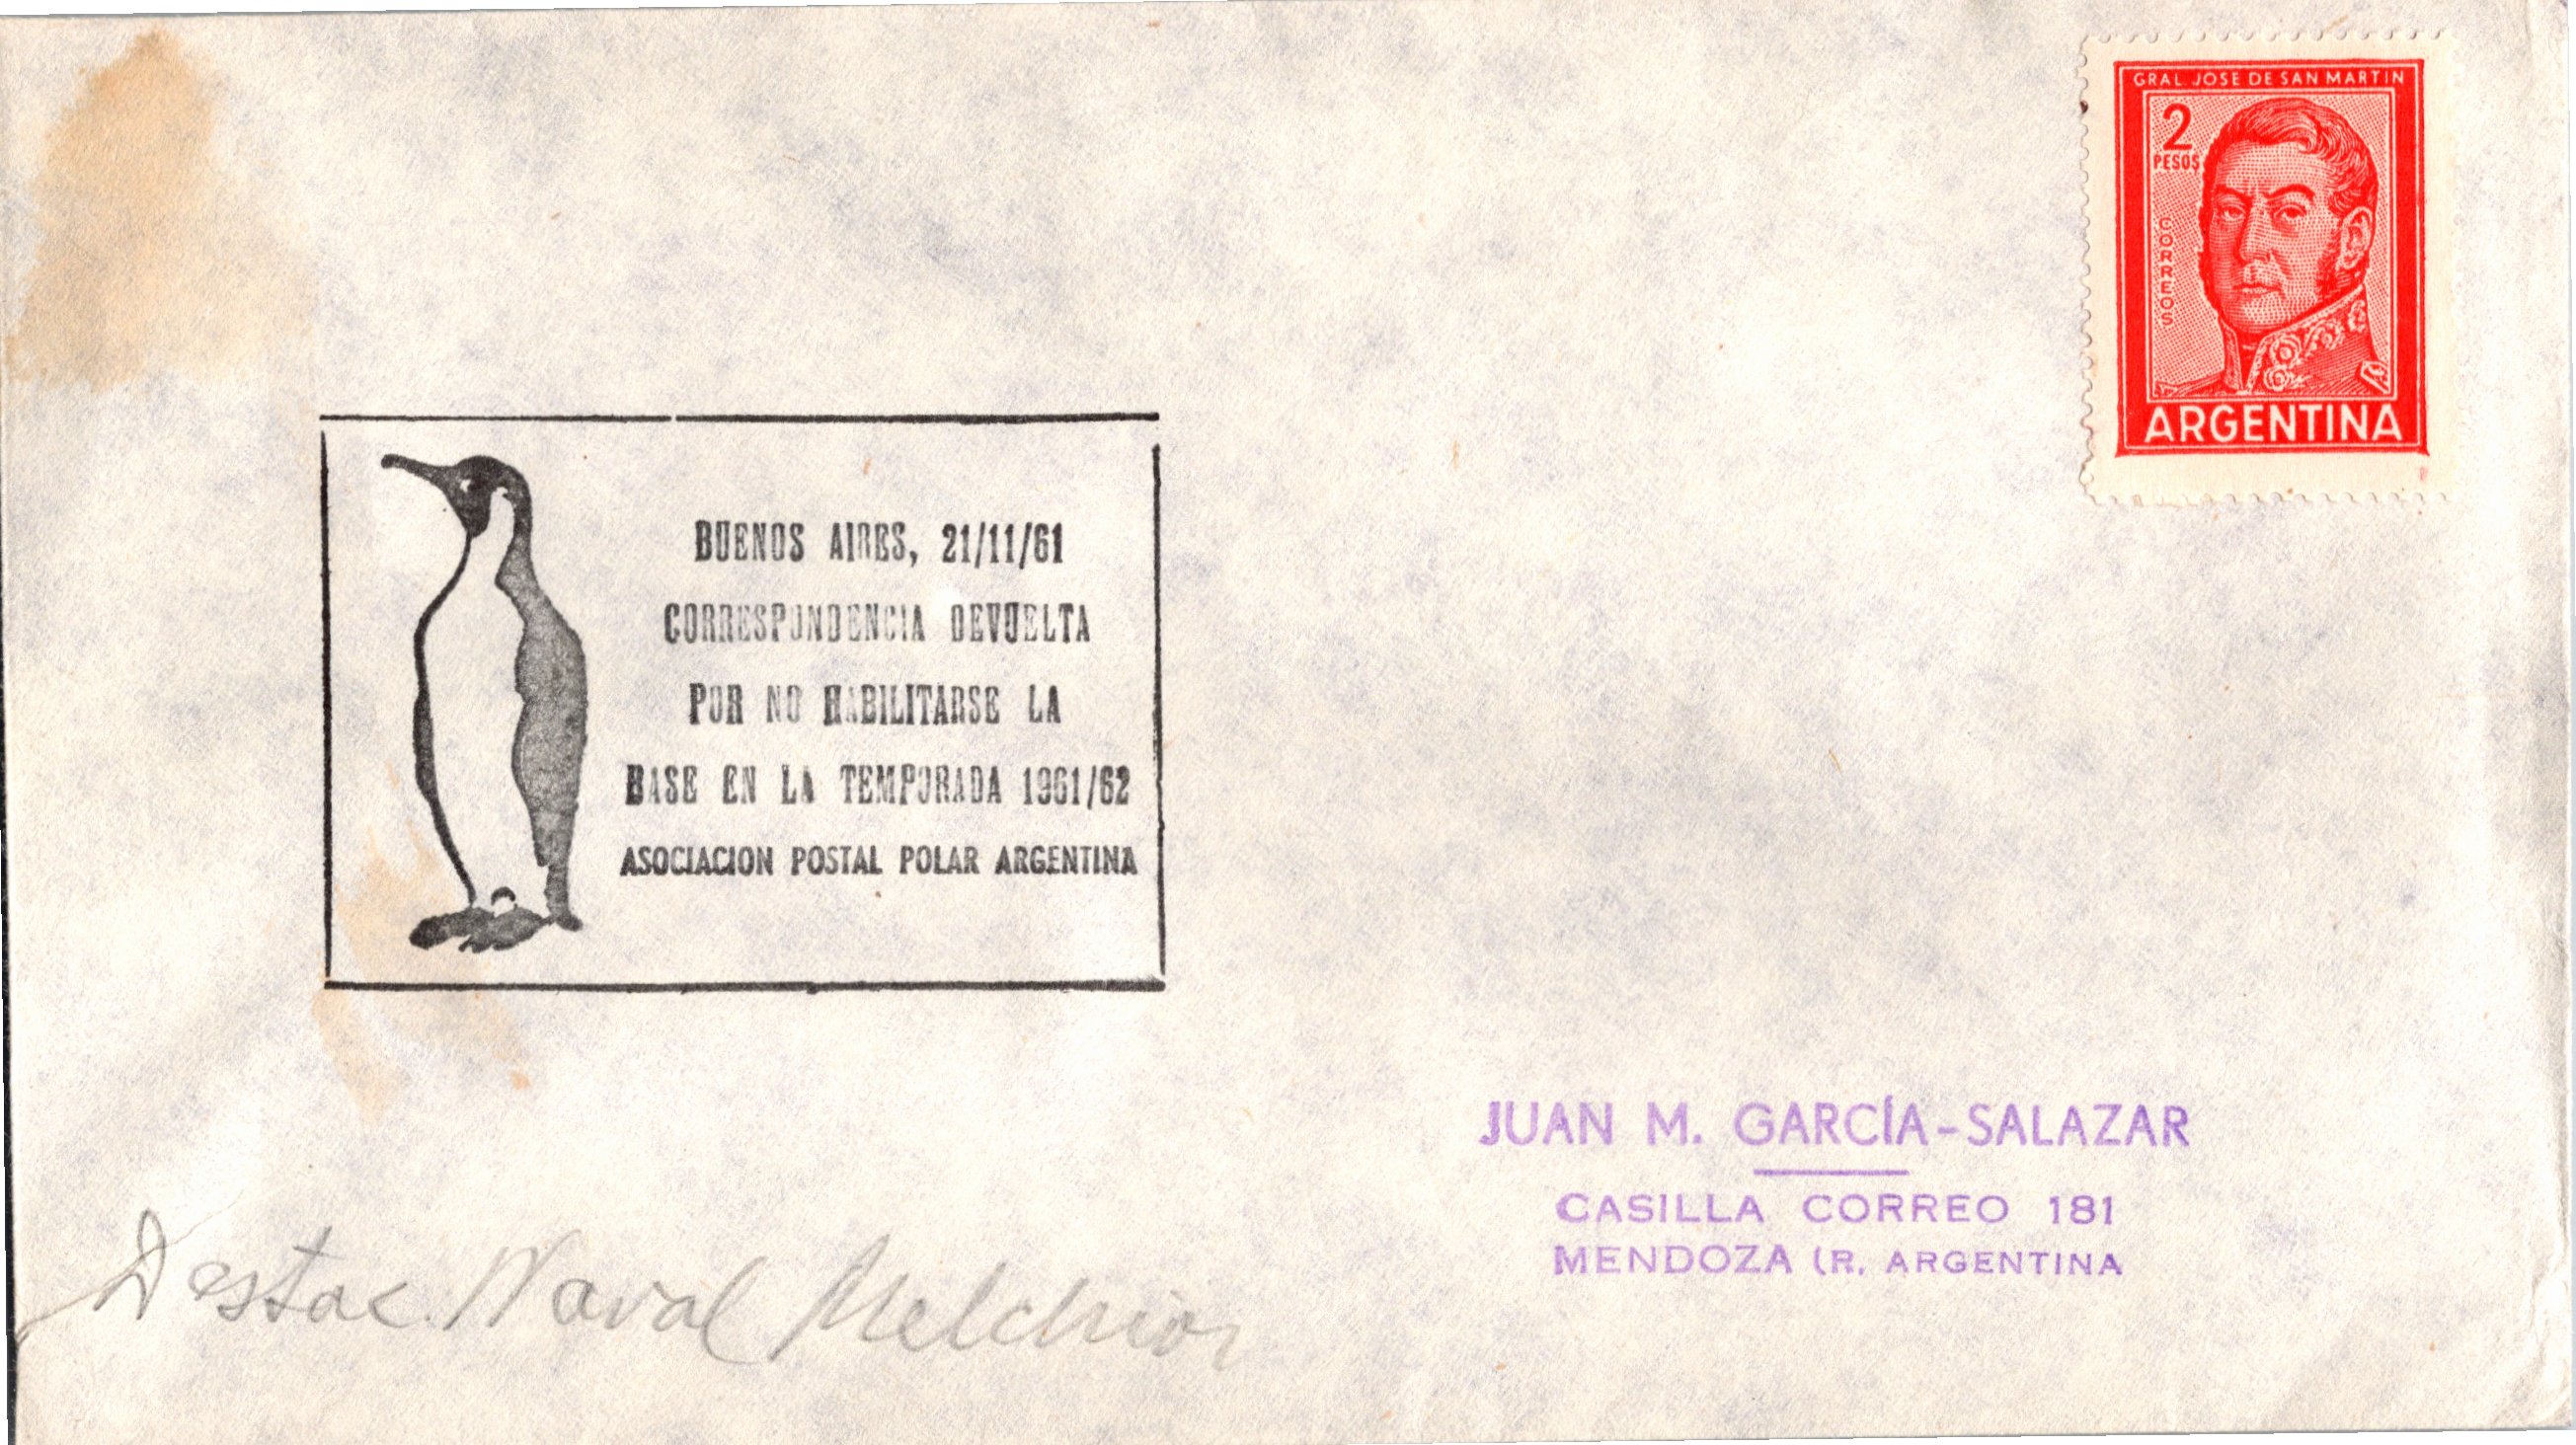 GRAL. JOSE DE SAN MARTIN
2
PESOS
CORREOS
ARGENTINA
BUENOS AIRES, 21/11/61
CORRESPONDENCIA DEVUELTA
POR NO HABILITARSE LA
BASE EN LA TEMPORADA 1961/62
ASOCIACION POSTAL POLAR ARGENTINA
JUAN M. GARCÍA-SALAZAR
CASILLA CORREO 181
MENDOZA (R. ARGENTINA
Destac. Naval Melchior